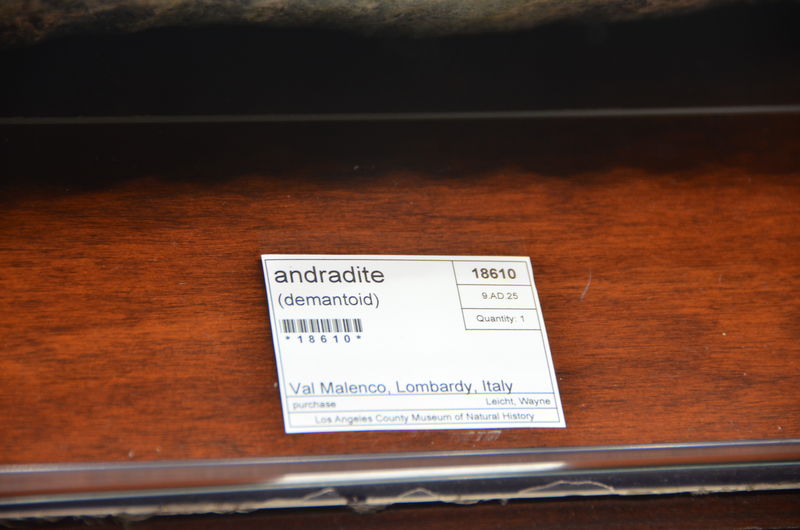 andradite
(demantoid)
18610
9.AD.25
Quantity: 1
*18610*
Val Malenco, Lombardy, Italy
purchase Leicht, Wayne
Los Angeles County Museum of Natural History